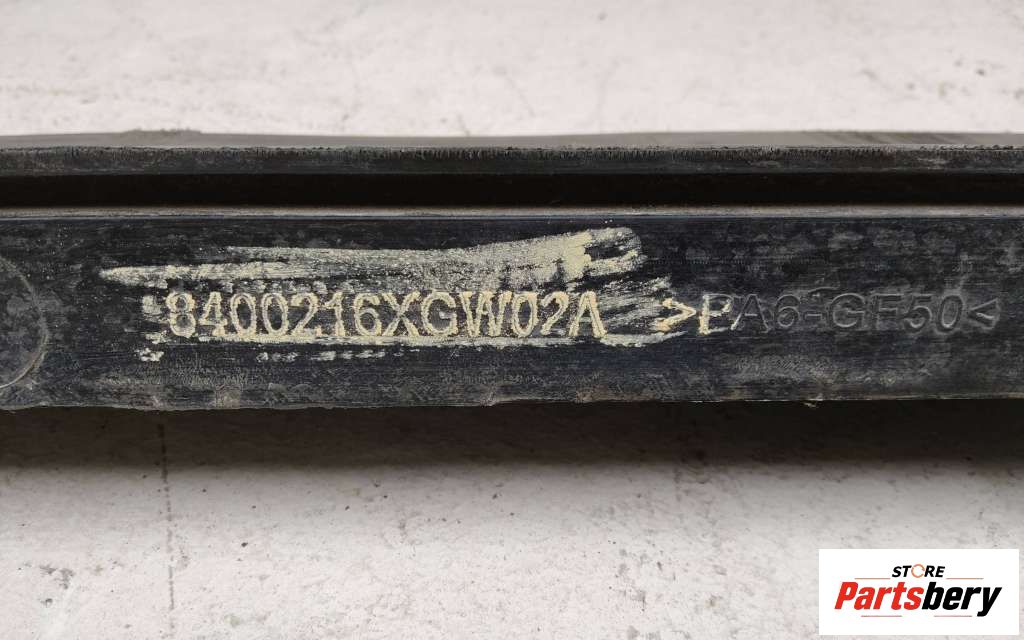 8400216XGW02A >PA6-GF50<
STORE
Partsbery